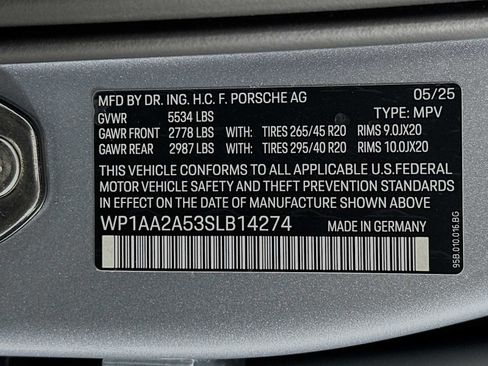 MFD BY DR. ING. H.C. F. PORSCHE AG 05/25
GVWR 5534 LBS TYPE: MPV
GAWR FRONT 2778 LBS WITH: TIRES 265/45 R20 RIMS 9.0JX20
GAWR REAR 2987 LBS WITH: TIRES 295/40 R20 RIMS 10.0JX20
THIS VEHICLE CONFORMS TO ALL APPLICABLE U.S.FEDERAL
MOTOR VEHICLE SAFETY AND THEFT PREVENTION STANDARDS
IN EFFECT ON THE DATE OF MANUFACTURE SHOWN ABOVE
WP1AA2A53SLB14274 MADE IN GERMANY
95B.010.016.BG